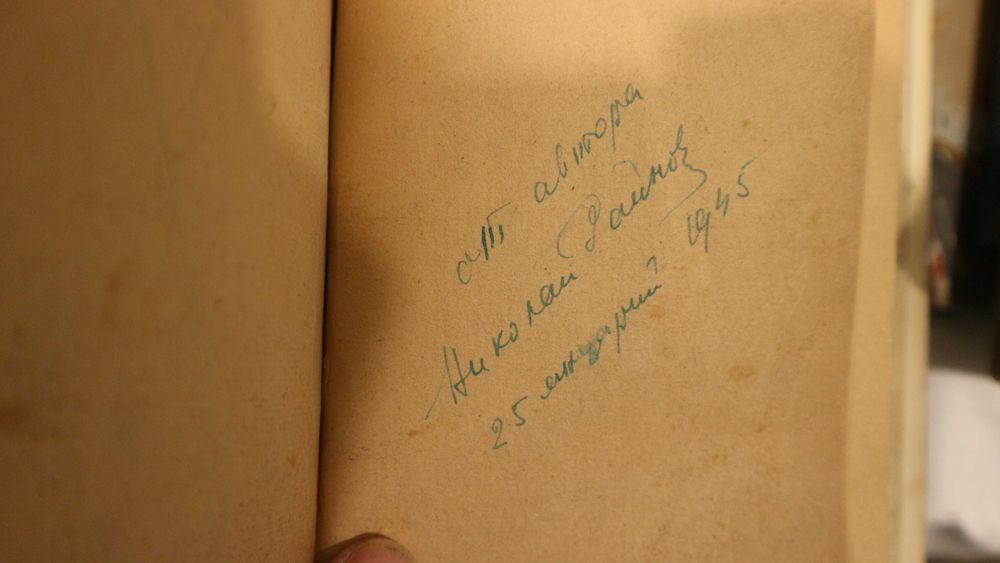 от автора
Николай Райнов
25 януарий 1945